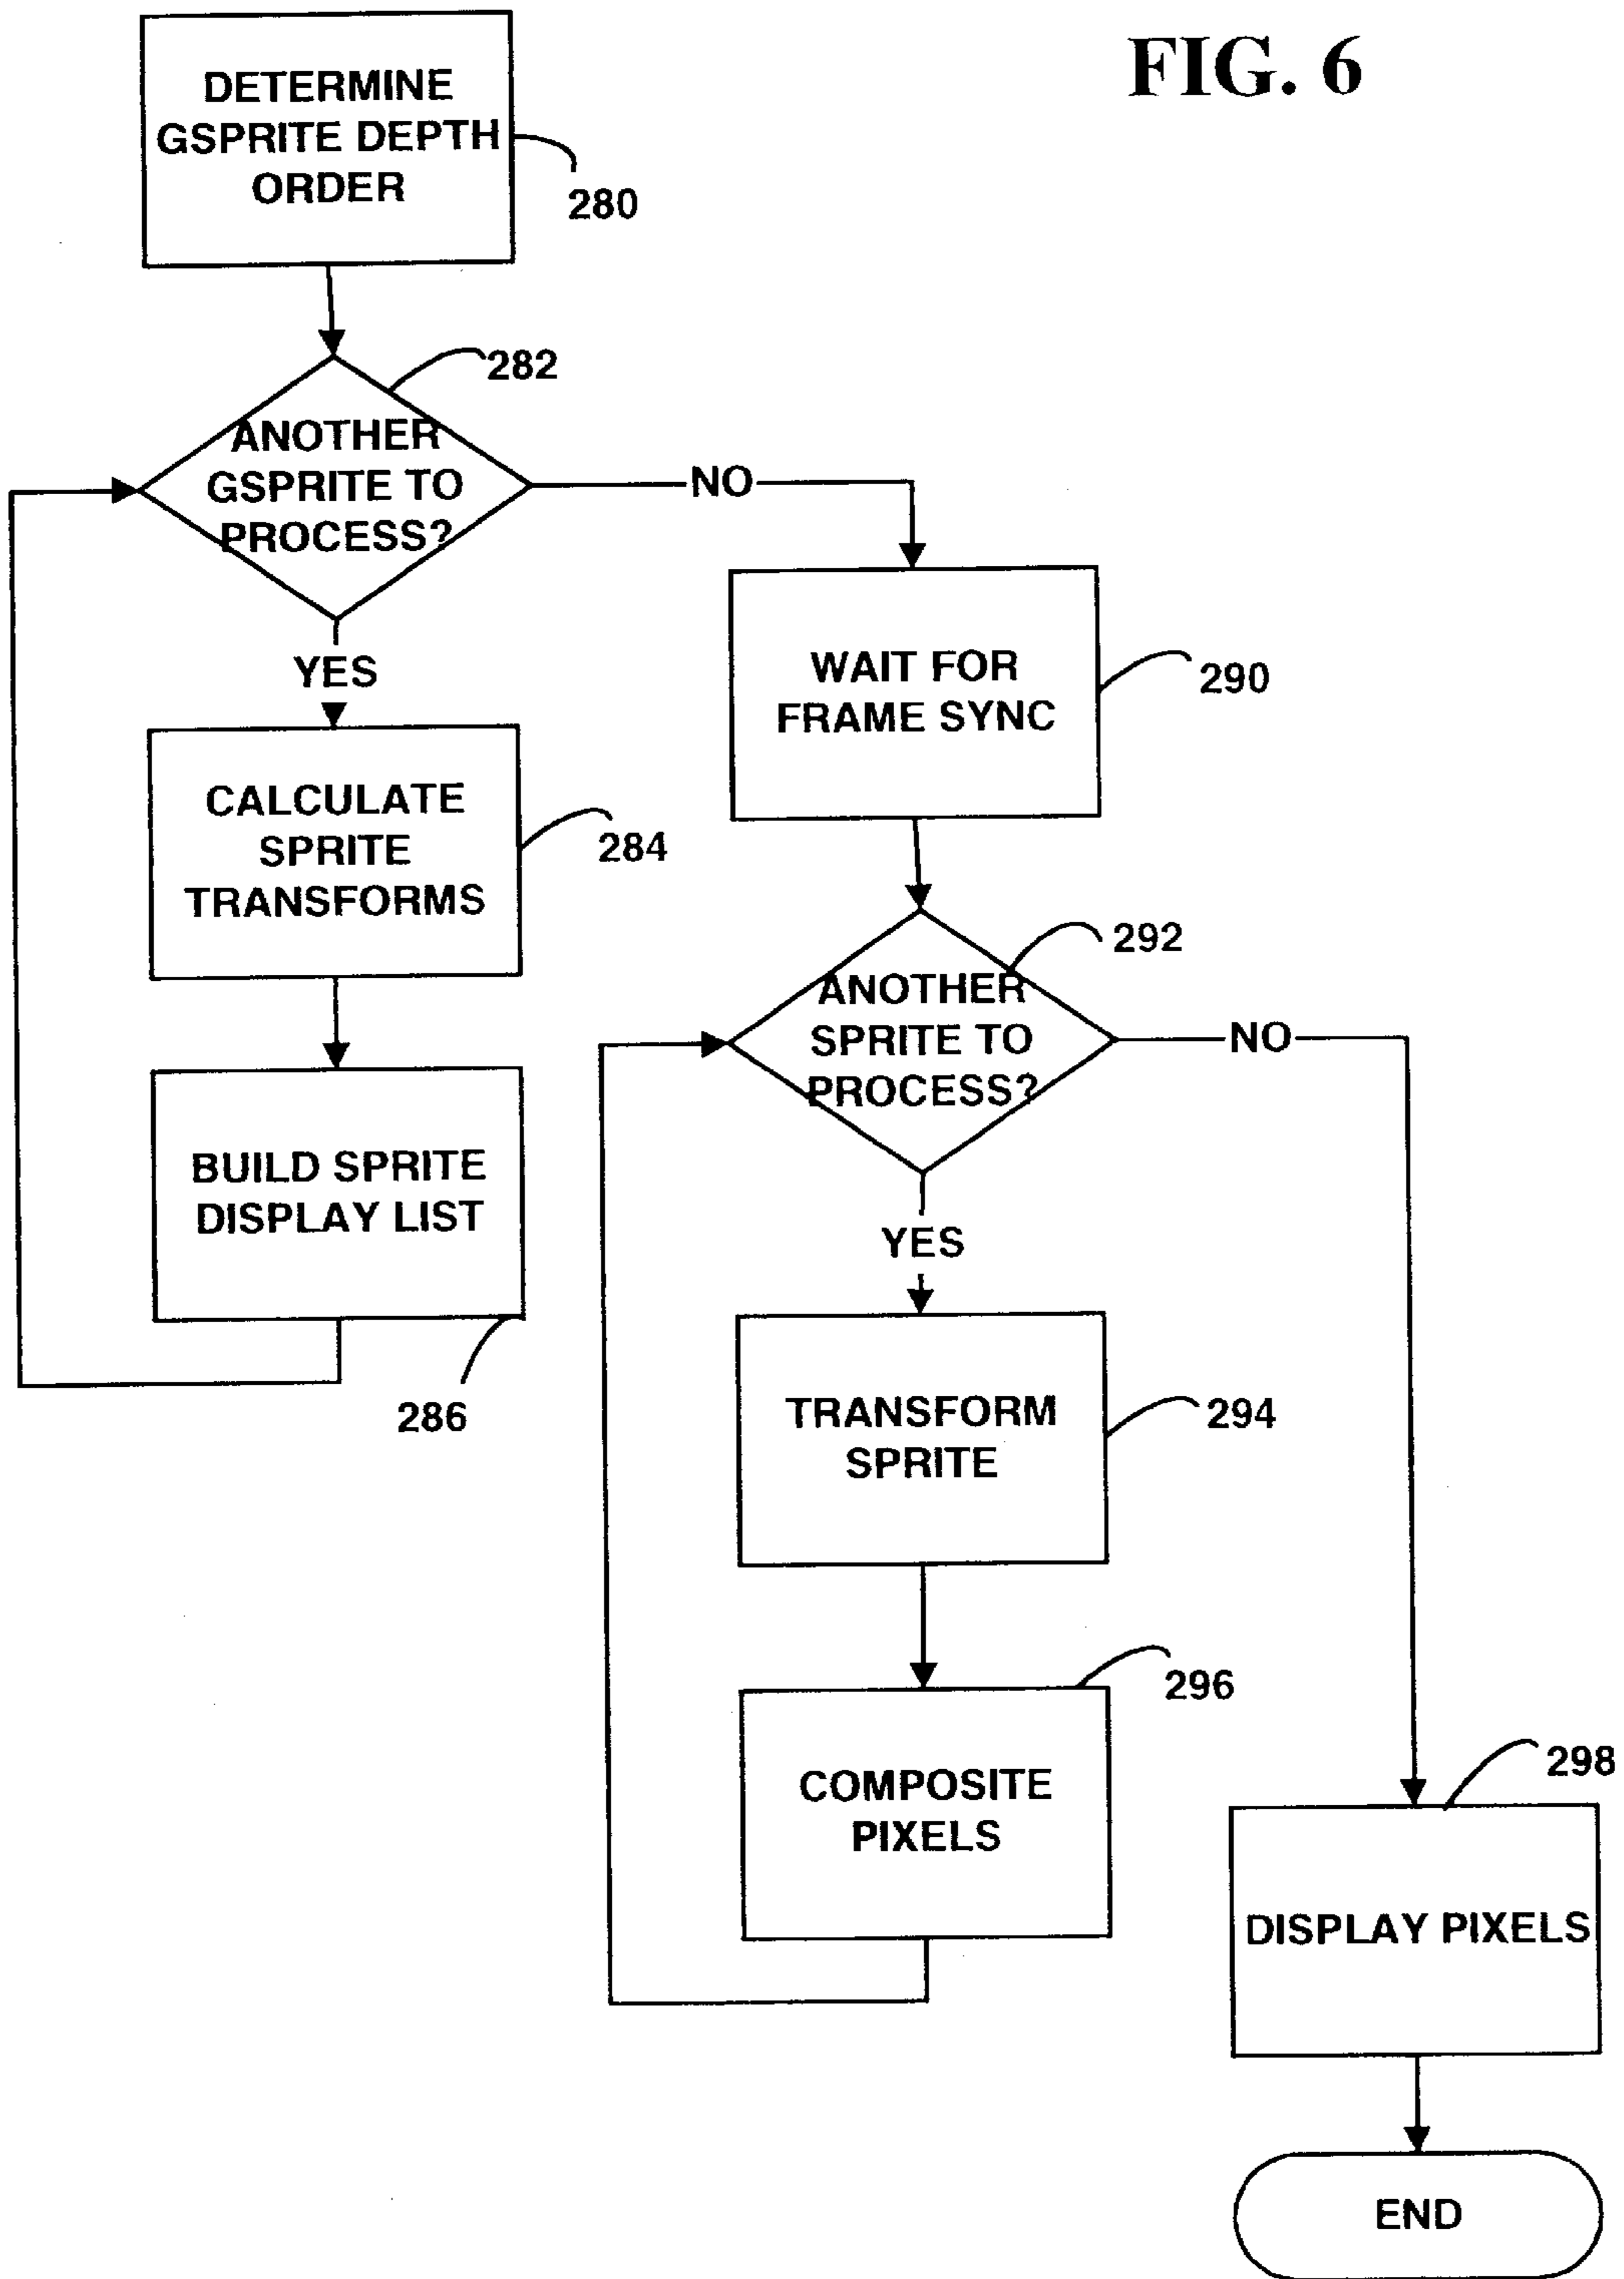 FIG. 6
DETERMINE
GSPRITE DEPTH
ORDER
280
282
ANOTHER
GSPRITE TO
PROCESS?
NO
YES
CALCULATE
SPRITE
TRANSFORMS
284
BUILD SPRITE
DISPLAY LIST
286
WAIT FOR
FRAME SYNC
290
292
ANOTHER
SPRITE TO
PROCESS?
NO
YES
TRANSFORM
SPRITE
294
296
COMPOSITE
PIXELS
298
DISPLAY PIXELS
END